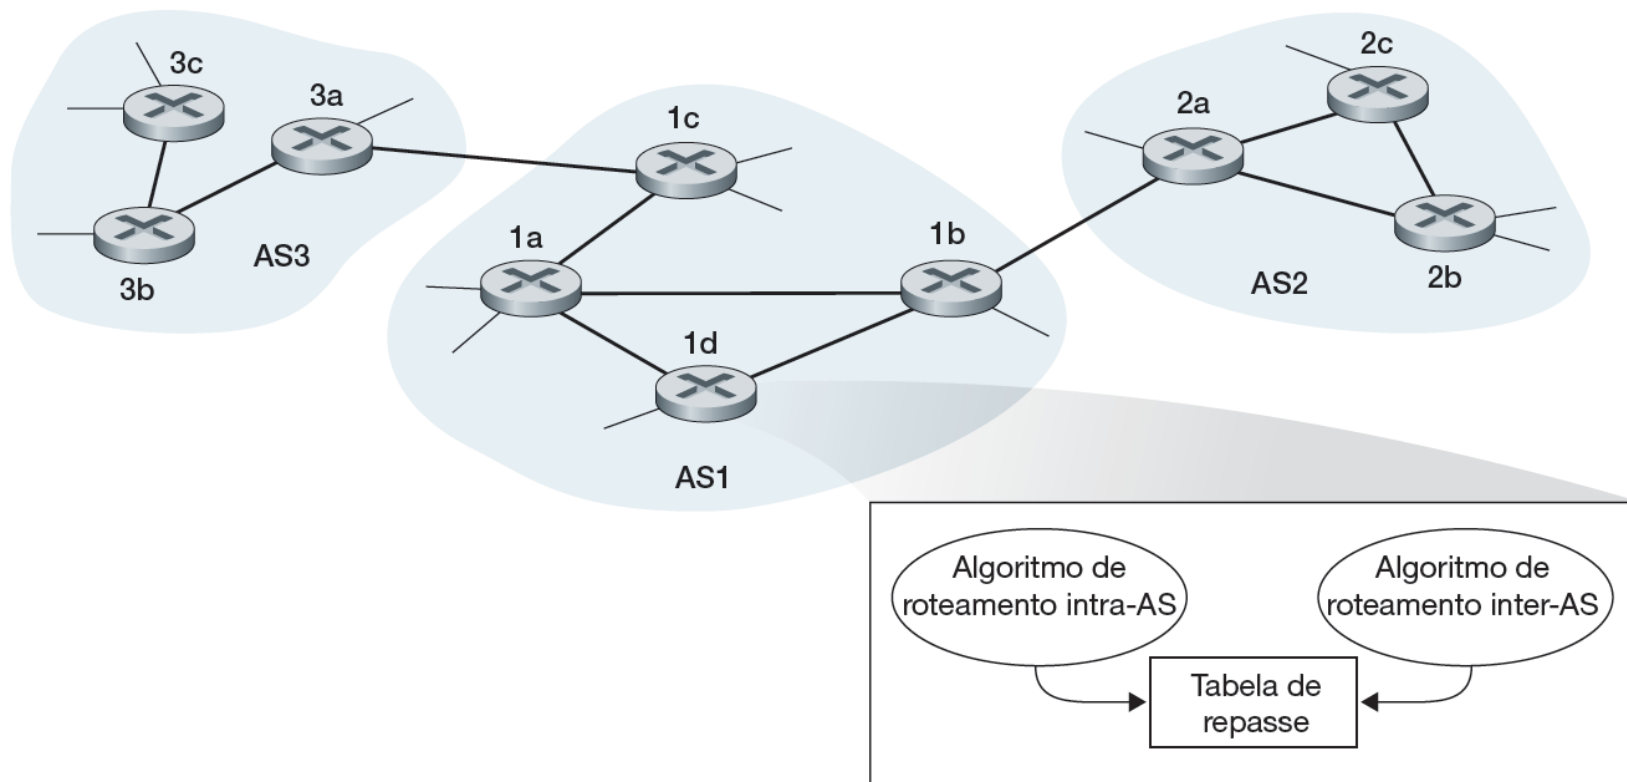 3c
3a
3b
AS3
1c
1a
1b
1d
AS1
2c
2a
2b
AS2
Algoritmo de
roteamento intra-AS
Algoritmo de
roteamento inter-AS
Tabela de
repasse